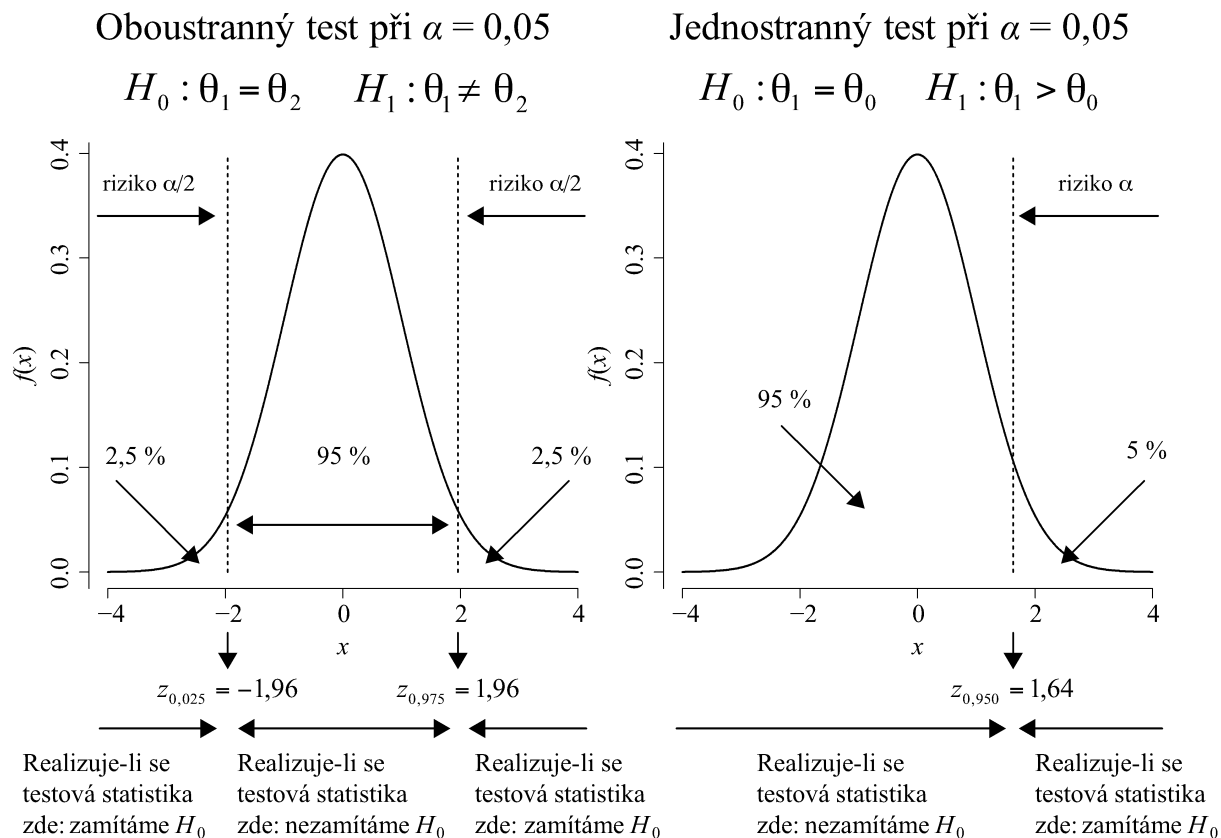 Oboustranný test při α = 0,05
H0 : θ1 = θ2 H1 : θ1 ≠ θ2
0.4
0.3
0.2
0.1
0.0
f(x)
riziko α/2
riziko α/2
2,5 %
95 %
2,5 %
−4 −2 0 2 4
x
z0,025 = −1,96
z0,975 = 1,96
Realizuje-li se
testová statistika
zde: zamítáme H0
Realizuje-li se
testová statistika
zde: nezamítáme H0
Realizuje-li se
testová statistika
zde: zamítáme H0
Jednostranný test při α = 0,05
H0 : θ1 = θ0 H1 : θ1 > θ0
0.4
0.3
0.2
0.1
0.0
f(x)
riziko α
95 %
5 %
−4 −2 0 2 4
x
z0,950 = 1,64
Realizuje-li se
testová statistika
zde: nezamítáme H0
Realizuje-li se
testová statistika
zde: zamítáme H0